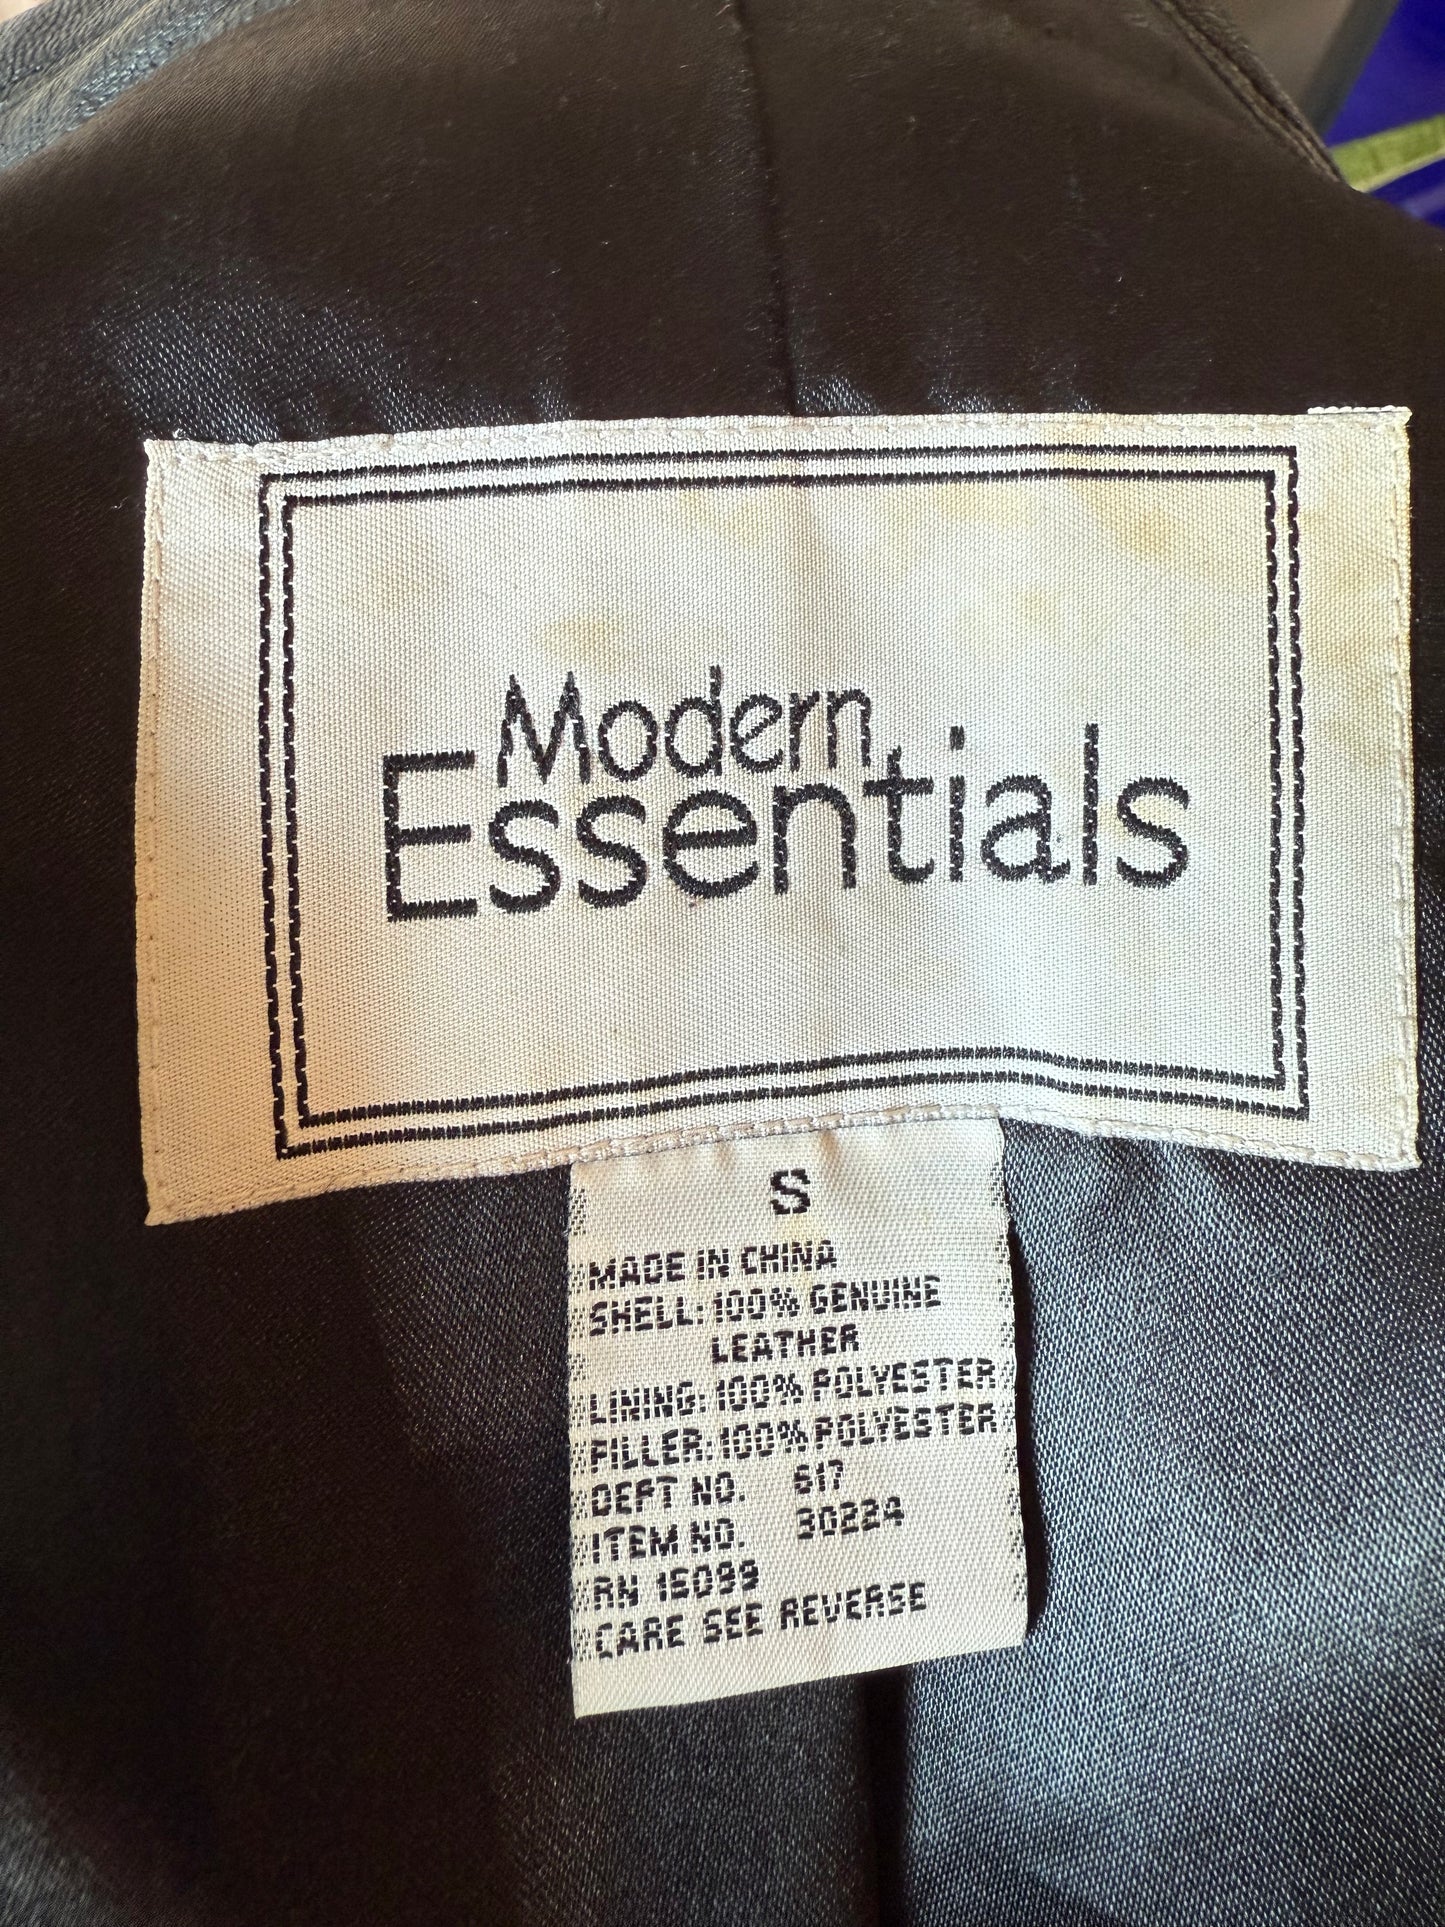 Modern
Essentials
S
MADE IN CHINA
SHELL: 100% GENUINE
LEATHER
LINING: 100% POLYESTER
FILLER: 100% POLYESTER
DEPT NO. 617
ITEM NO. 30224
RN 15099
CARE SEE REVERSE